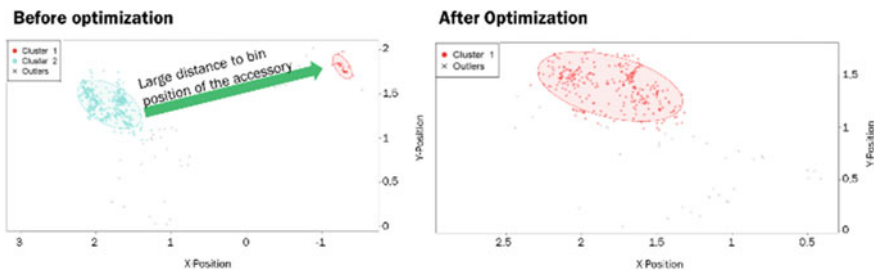 Before optimization
Cluster 1
Cluster 2
Outliers
Large distance to bin
position of the accessory
2
1.5
1
0.5
0
Y-Position
3
2
1
0
-1
X-Position
After Optimization
Cluster 1
Outliers
1.5
1
0.5
0
Y-Position
2.5
2
1.5
1
0.5
X-Position